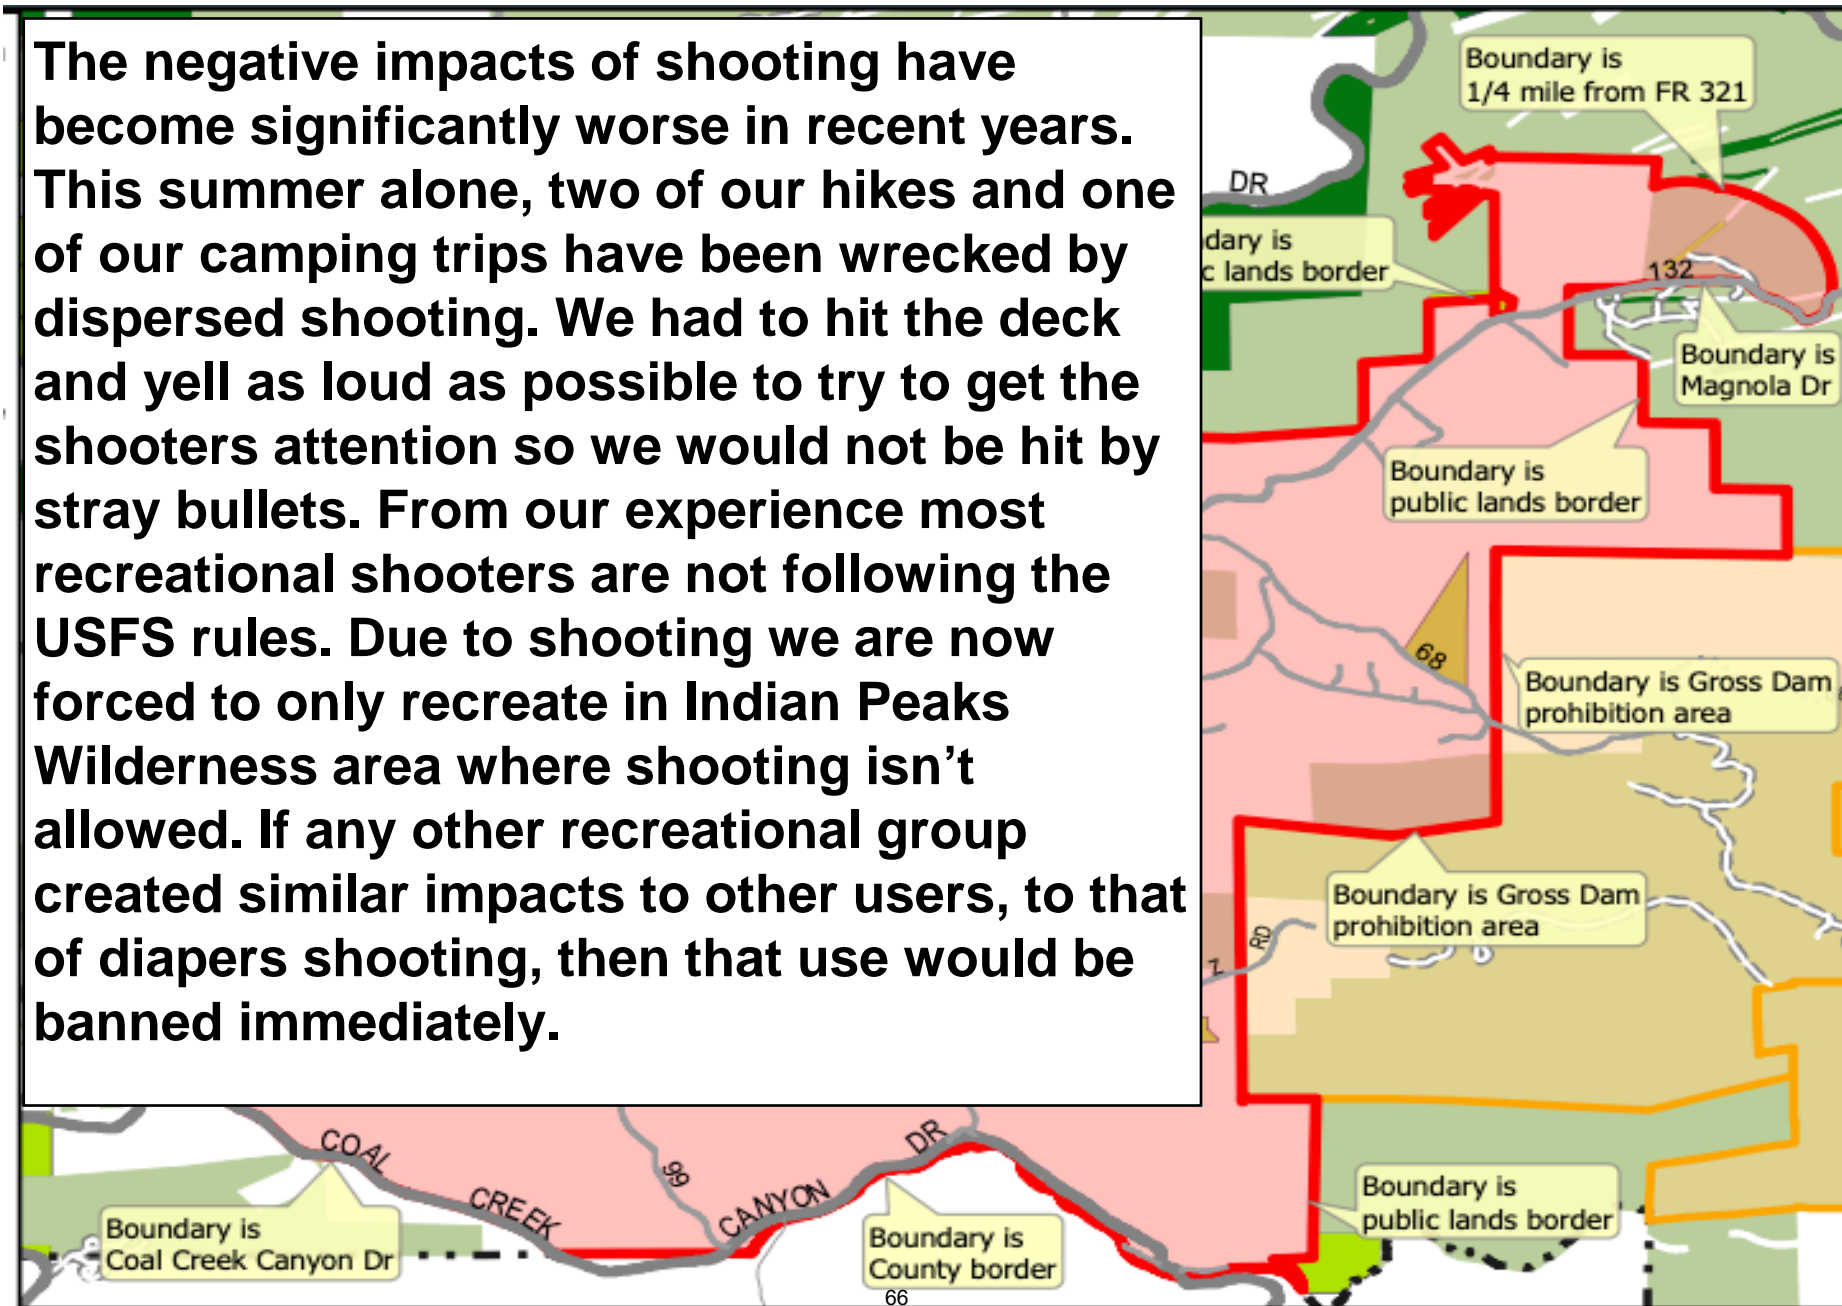 The negative impacts of shooting have
become significantly worse in recent years.
This summer alone, two of our hikes and one
of our camping trips have been wrecked by
dispersed shooting. We had to hit the deck
and yell as loud as possible to try to get the
shooters attention so we would not be hit by
stray bullets. From our experience most
recreational shooters are not following the
USFS rules. Due to shooting we are now
forced to only recreate in Indian Peaks
Wilderness area where shooting isn’t
allowed. If any other recreational group
created similar impacts to other users, to that
of diapers shooting, then that use would be
banned immediately.
Boundary is
1/4 mile from FR 321
DR
dary is
c lands border
132
Boundary is
Magnola Dr
Boundary is
public lands border
68
Boundary is Gross Dam
prohibition area
Boundary is Gross Dam
prohibition area
RD
Z
COAL
CREEK
CANYON
DR
99
Boundary is
Coal Creek Canyon Dr
Boundary is
County border
Boundary is
public lands border
66